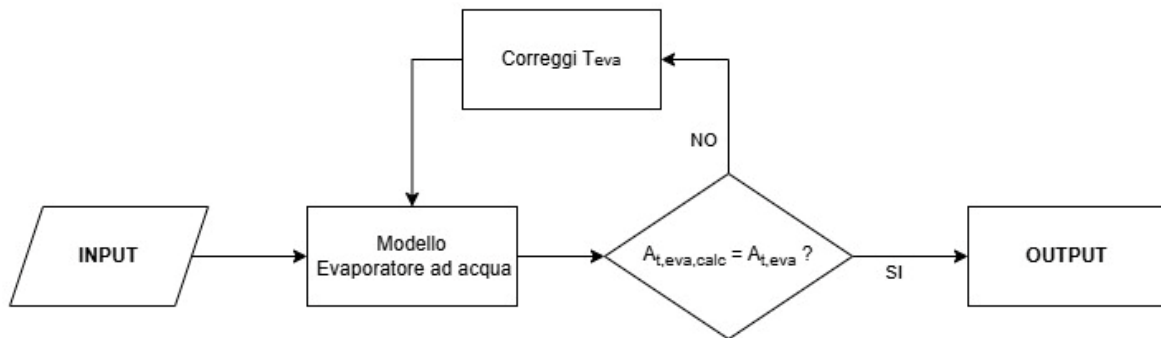 Correggi Teva
NO
INPUT
Modello
Evaporatore ad acqua
At,eva,calc = At,eva ?
SI
OUTPUT